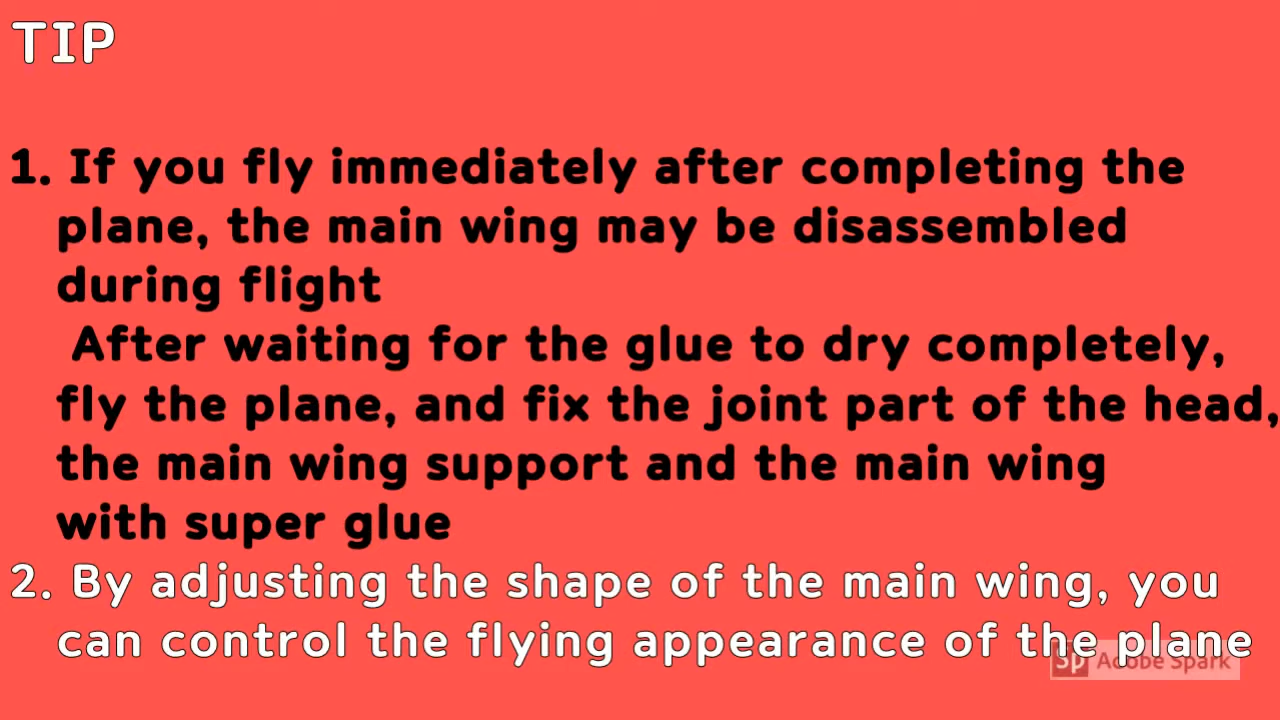 TIP
1. If you fly immediately after completing the
plane, the main wing may be disassembled
during flight
After waiting for the glue to dry completely,
fly the plane, and fix the joint part of the head,
the main wing support and the main wing
with super glue
2. By adjusting the shape of the main wing, you
can control the flying appearance of the plane
Sp Adobe Spark